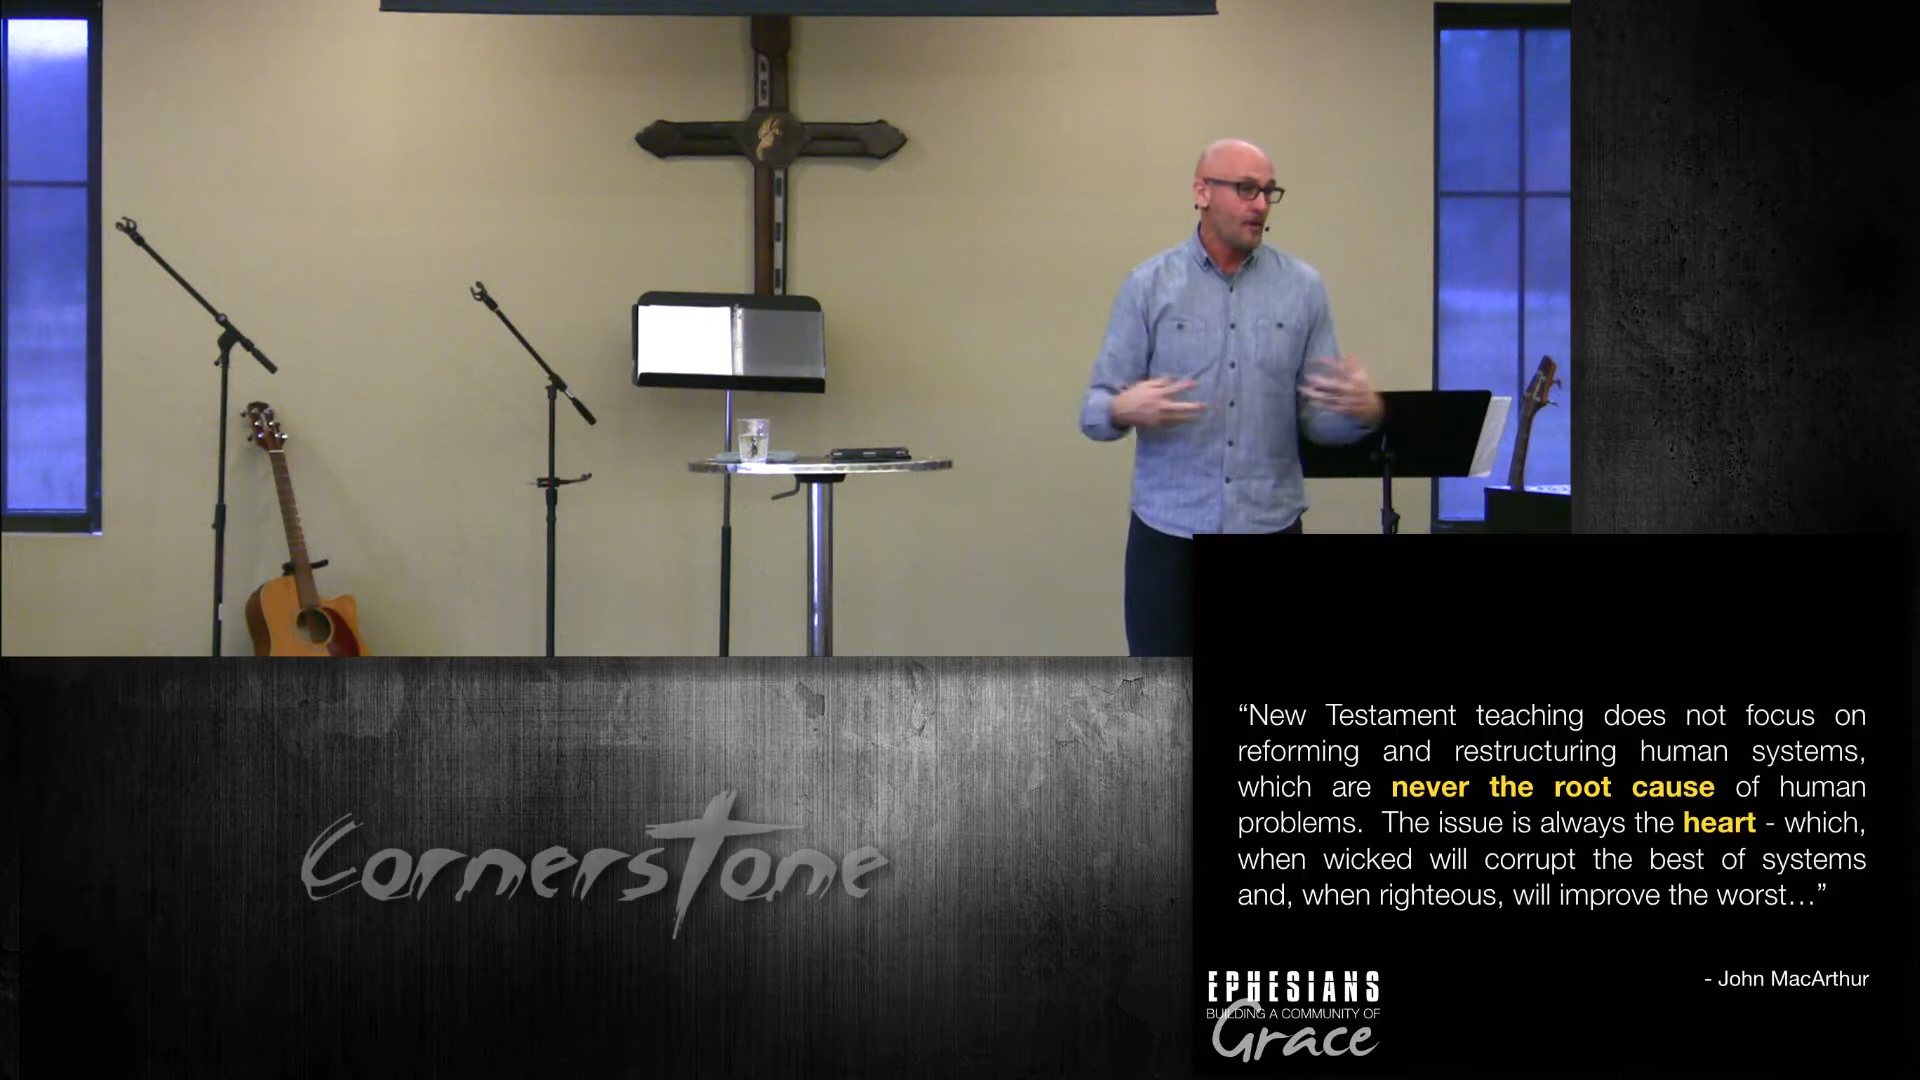 Cornerstone
“New Testament teaching does not focus on
reforming and restructuring human systems,
which are never the root cause of human
problems. The issue is always the heart - which,
when wicked will corrupt the best of systems
and, when righteous, will improve the worst…”
- John MacArthur
EPHESIANS
BUILDING A COMMUNITY OF
Grace